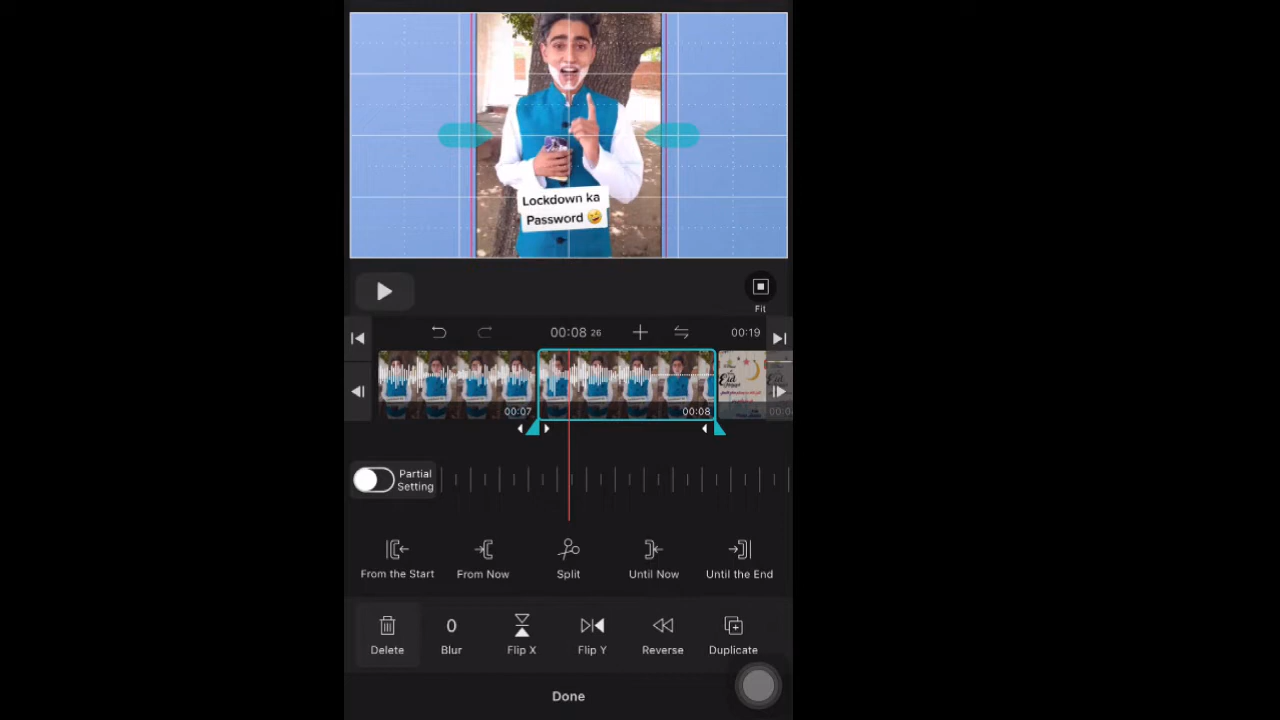 Lockdown ka
Password 🤣
Fit
00:08 26
00:19
00:07
00:08
Eid
Partial
Setting
From the Start
From Now
Split
Until Now
Until the End
Delete
0
Blur
Flip X
Flip Y
Reverse
Duplicate
Done